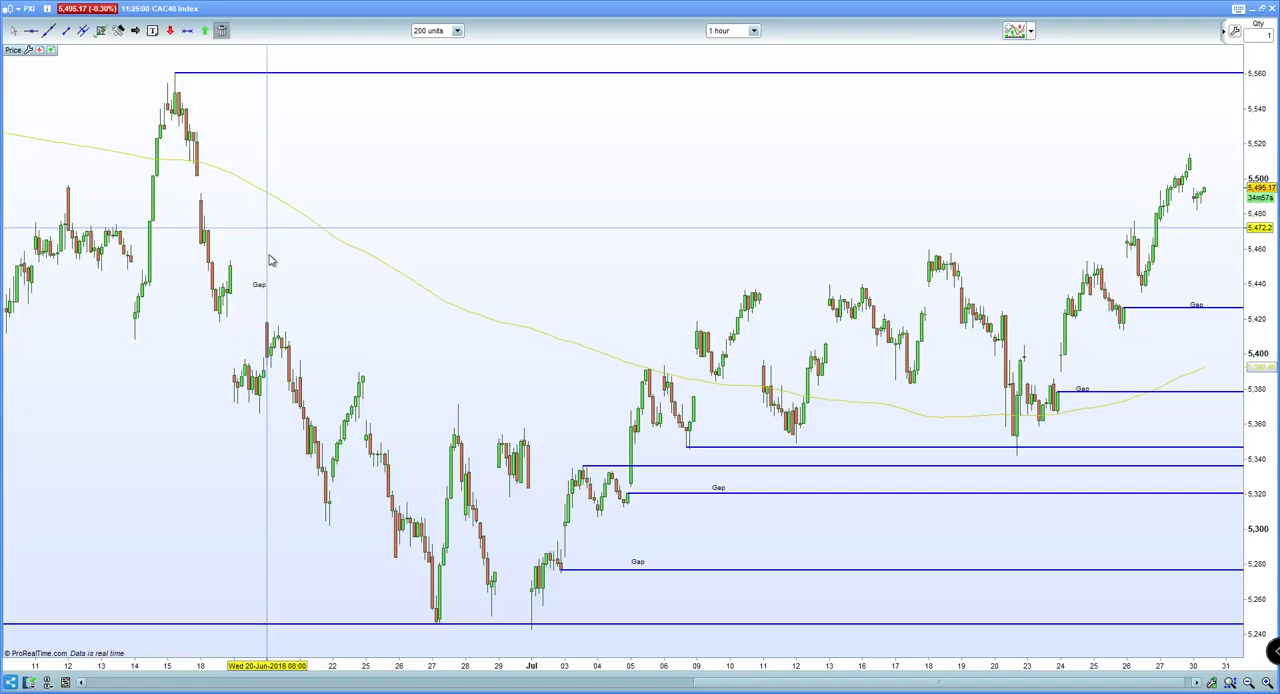 PXI 5,495.17 (-0.30%) 11:25:00 CAC40 Index
Qty
200 units 1 hour 1
Price
5,560
5,540
5,520
5,500
5,495.17
34m57s
5,480
5,472.2
5,460
5,440
5,420
5,400
5,380
5,360
5,340
5,320
5,300
5,280
5,260
5,240
Gap
Gap
Gap
Gap
Gap
© ProRealTime.com Data is real time
11 12 13 14 15 18 Wed 20-Jun-2018 08:00 22 25 26 27 28 29 Jul 03 04 05 06 09 10 11 12 13 16 17 18 19 20 23 24 25 26 27 30 31